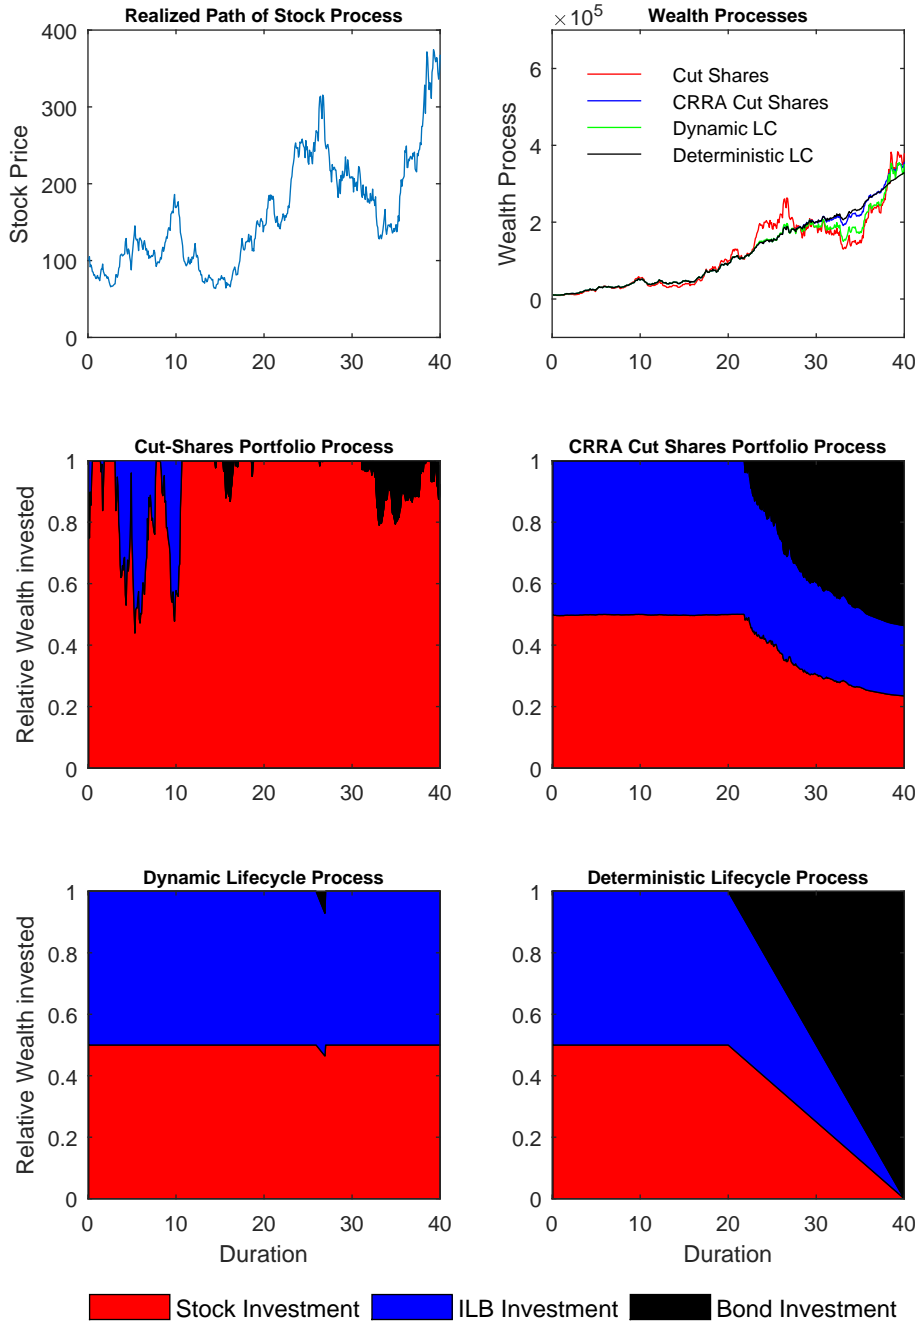 Realized Path of Stock Process
Stock Price
400
300
200
100
0
0 10 20 30 40
Wealth Processes
× 10^5
Wealth Process
6
4
2
0
Cut Shares
CRRA Cut Shares
Dynamic LC
Deterministic LC
0 10 20 30 40
Cut-Shares Portfolio Process
Relative Wealth invested
1
0.8
0.6
0.4
0.2
0
0 10 20 30 40
CRRA Cut Shares Portfolio Process
1
0.8
0.6
0.4
0.2
0
0 10 20 30 40
Dynamic Lifecycle Process
Relative Wealth invested
1
0.8
0.6
0.4
0.2
0
0 10 20 30 40
Duration
Deterministic Lifecycle Process
1
0.8
0.6
0.4
0.2
0
0 10 20 30 40
Duration
Stock Investment ILB Investment Bond Investment